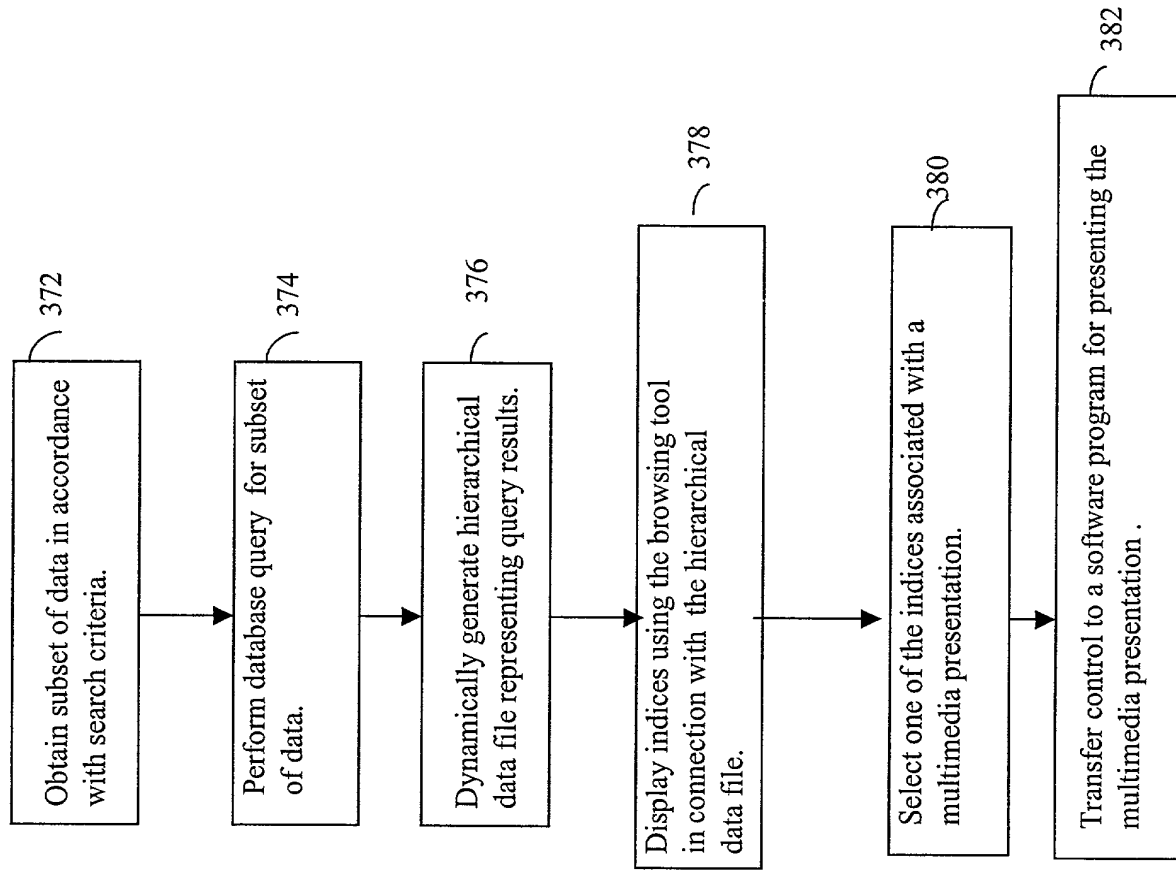 372
Obtain subset of data in accordance
with search criteria.
374
Perform database query for subset
of data.
376
Dynamically generate hierarchical
data file representing query results.
378
Display indices using the browsing tool
in connection with the hierarchical
data file.
380
Select one of the indices associated with a
multimedia presentation.
382
Transfer control to a software program for presenting the
multimedia presentation .